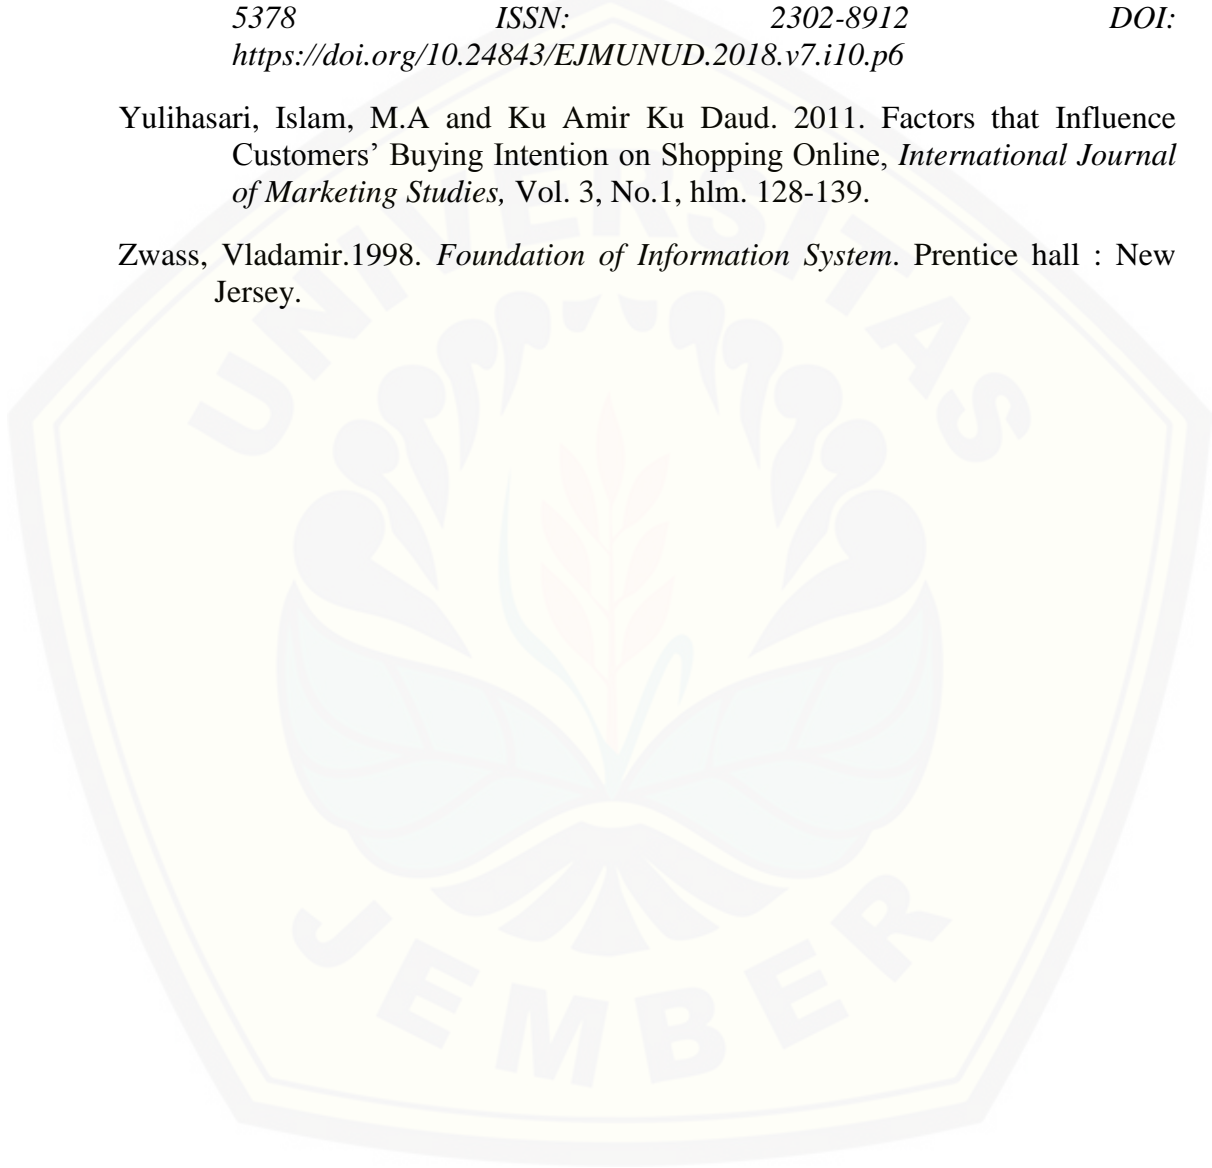 5378 ISSN: 2302-8912 DOI:
https://doi.org/10.24843/EJMUNUD.2018.v7.i10.p6
Yulihasari, Islam, M.A and Ku Amir Ku Daud. 2011. Factors that Influence
Customers’ Buying Intention on Shopping Online, International Journal
of Marketing Studies, Vol. 3, No.1, hlm. 128-139.
Zwass, Vladamir.1998. Foundation of Information System. Prentice hall : New
Jersey.
UNIVERSITAS
JEMBER